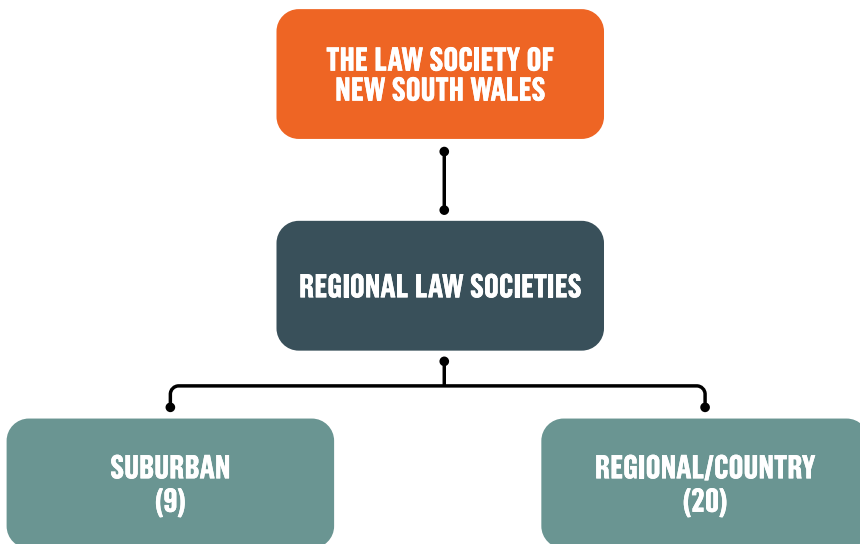 THE LAW SOCIETY OF
NEW SOUTH WALES
REGIONAL LAW SOCIETIES
SUBURBAN
(9)
REGIONAL/COUNTRY
(20)